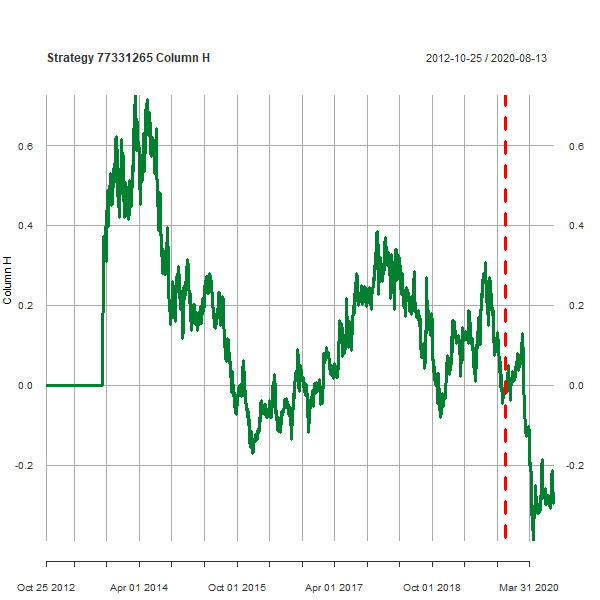 Strategy 77331265 Column H
2012-10-25 / 2020-08-13
0.6
0.6
0.4
0.4
0.2
0.2
0.0
0.0
-0.2
-0.2
Column H
Oct 25 2012
Apr 01 2014
Oct 01 2015
Apr 01 2017
Oct 01 2018
Mar 31 2020